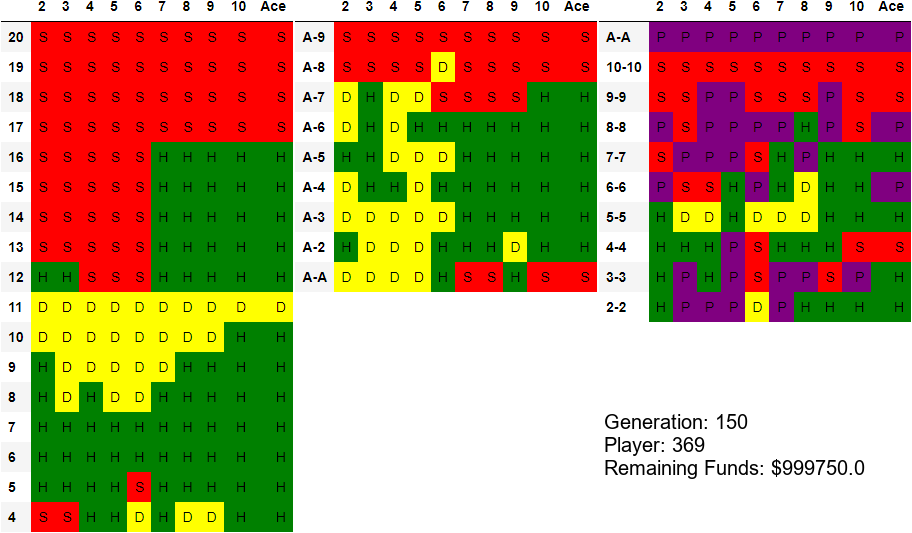 2 3 4 5 6 7 8 9 10 Ace
20 S S S S S S S S S S
19 S S S S S S S S S S
18 S S S S S S S S S S
17 S S S S S S S S S S
16 S S S S S H H H H H
15 S S S S S H H H H H
14 S S S S S H H H H H
13 S S S S S H H H H H
12 H H S S S H H H H H
11 D D D D D D D D D D
10 D D D D D D D D H H
9 H D D D D D H H H H
8 H D H D D H H H H H
7 H H H H H H H H H H
6 H H H H H H H H H H
5 H H H H S H H H H H
4 S S H H D H D D H H
2 3 4 5 6 7 8 9 10 Ace
A-9 S S S S S S S S S S
A-8 S S S S D S S S S S
A-7 D H D D S S S S H H
A-6 D H D H H H H H H H
A-5 H H D D D H H H H H
A-4 D H H D H H H H H H
A-3 D D D D D H H H H H
A-2 H D D D H H H D H H
A-A D D D H H S S H S S
2 3 4 5 6 7 8 9 10 Ace
A-A P P P P P P P P P P
10-10 S S S S S S S S S S
9-9 S S P P S S S P S S
8-8 P S P P P P H P S P
7-7 S P P P S H P H H H
6-6 P S S H P H D H H P
5-5 H D D H D D D H H H
4-4 H H H P S H H H S S
3-3 H P H P S P P S P H
2-2 H P P P D P H H H H
Generation: 150
Player: 369
Remaining Funds: $999750.0